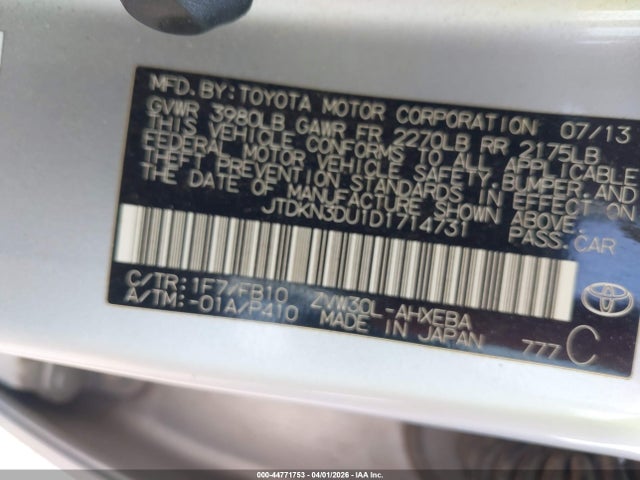 MFD. BY: TOYOTA MOTOR CORPORATION 07/13
GVWR 3980LB GAWR FR 2270LB RR 2175LB
THIS VEHICLE CONFORMS TO ALL APPLICABLE
FEDERAL MOTOR VEHICLE SAFETY, BUMPER, AND
THEFT PREVENTION STANDARDS IN EFFECT ON
THE DATE OF MANUFACTURE SHOWN ABOVE.
JTDKN3DU1D1714731 PASS. CAR
C/TR: 1F7/FB10 ZVW30L-AHXEBA
A/TM: -01A/P410 MADE IN JAPAN 777 C
000-44771753 - 04/01/2026 - IAA Inc.